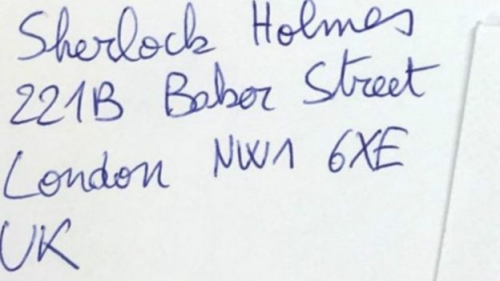 Sherlock Holmes
221B Baker Street
London NW1 6XE
UK